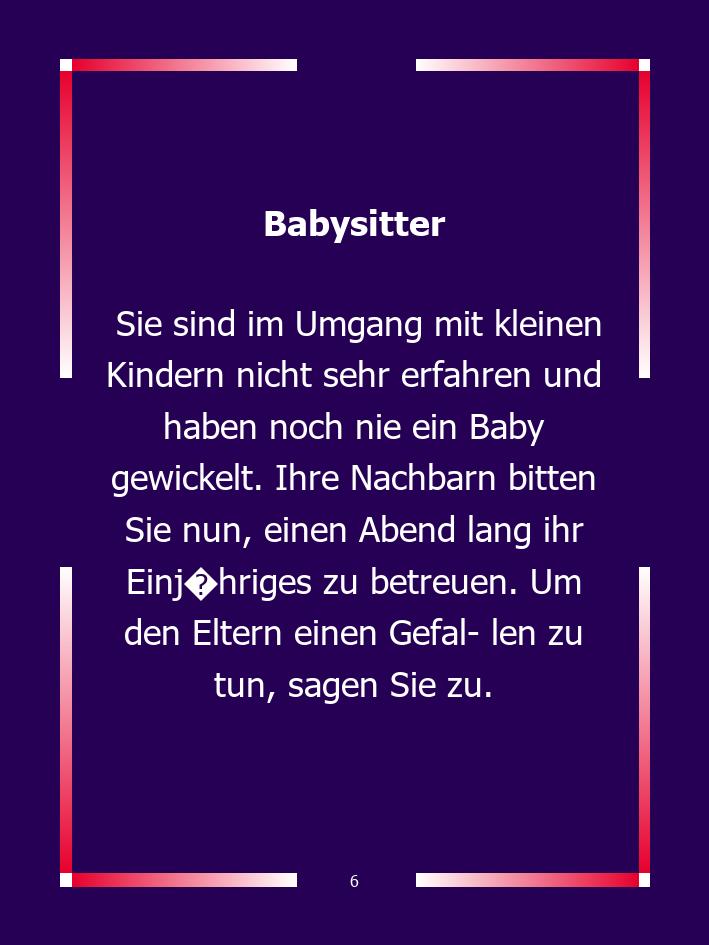 Babysitter
Sie sind im Umgang mit kleinen
Kindern nicht sehr erfahren und
haben noch nie ein Baby
gewickelt. Ihre Nachbarn bitten
Sie nun, einen Abend lang ihr
Einj�hriges zu betreuen. Um
den Eltern einen Gefal- len zu
tun, sagen Sie zu.
6